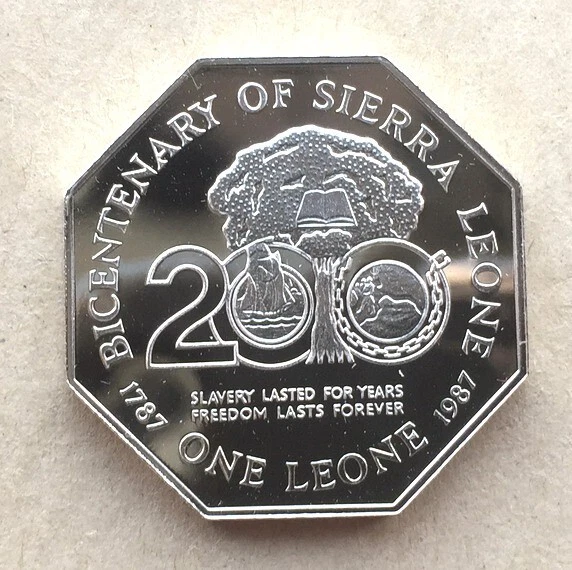 BICENTENARY OF SIERRA LEONE
200
SLAVERY LASTED FOR YEARS
FREEDOM LASTS FOREVER
1787
ONE LEONE
1987